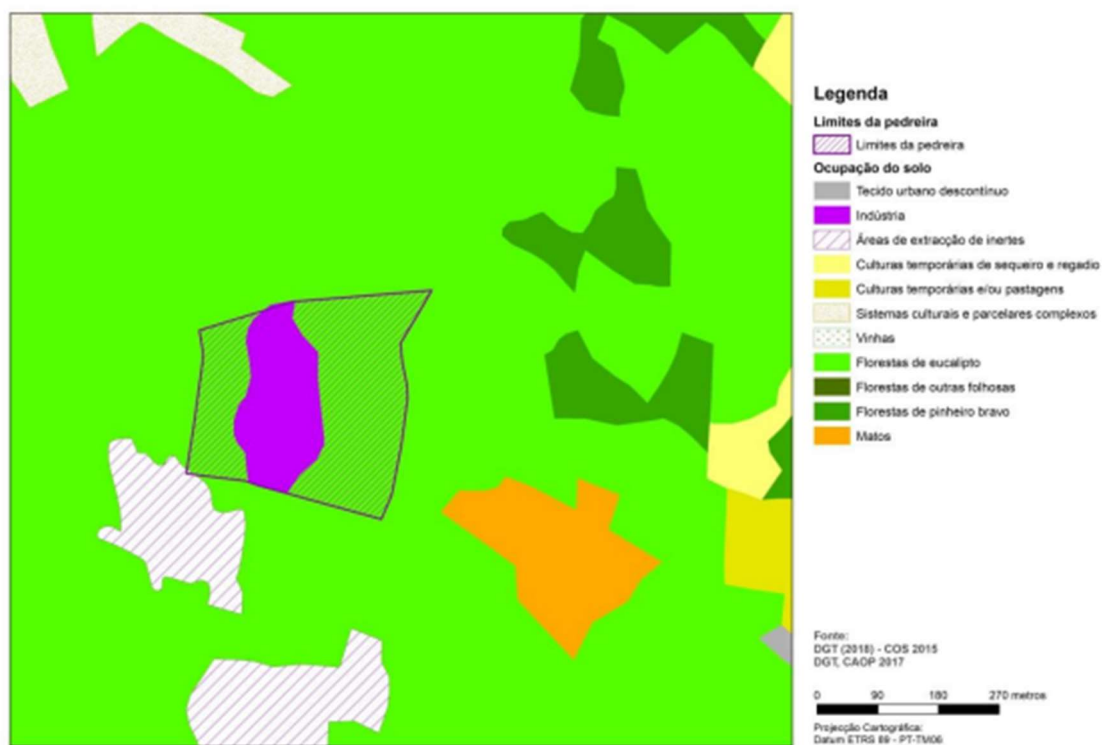 Legenda
Limites da pedreira
Limites da pedreira
Ocupação do solo
Tecido urbano descontínuo
Indústria
Áreas de extracção de inertes
Culturas temporárias de sequeiro e regadio
Culturas temporárias e/ou pastagens
Sistemas culturais e parcelares complexos
Vinhas
Florestas de eucalipto
Florestas de outras folhosas
Florestas de pinheiro bravo
Matos
Fonte:
DGT (2018) - COS 2015
DGT, CAOP 2017
0 90 180 270 metros
Projecção Cartográfica:
Datum ETRS 89 - PT-TM06